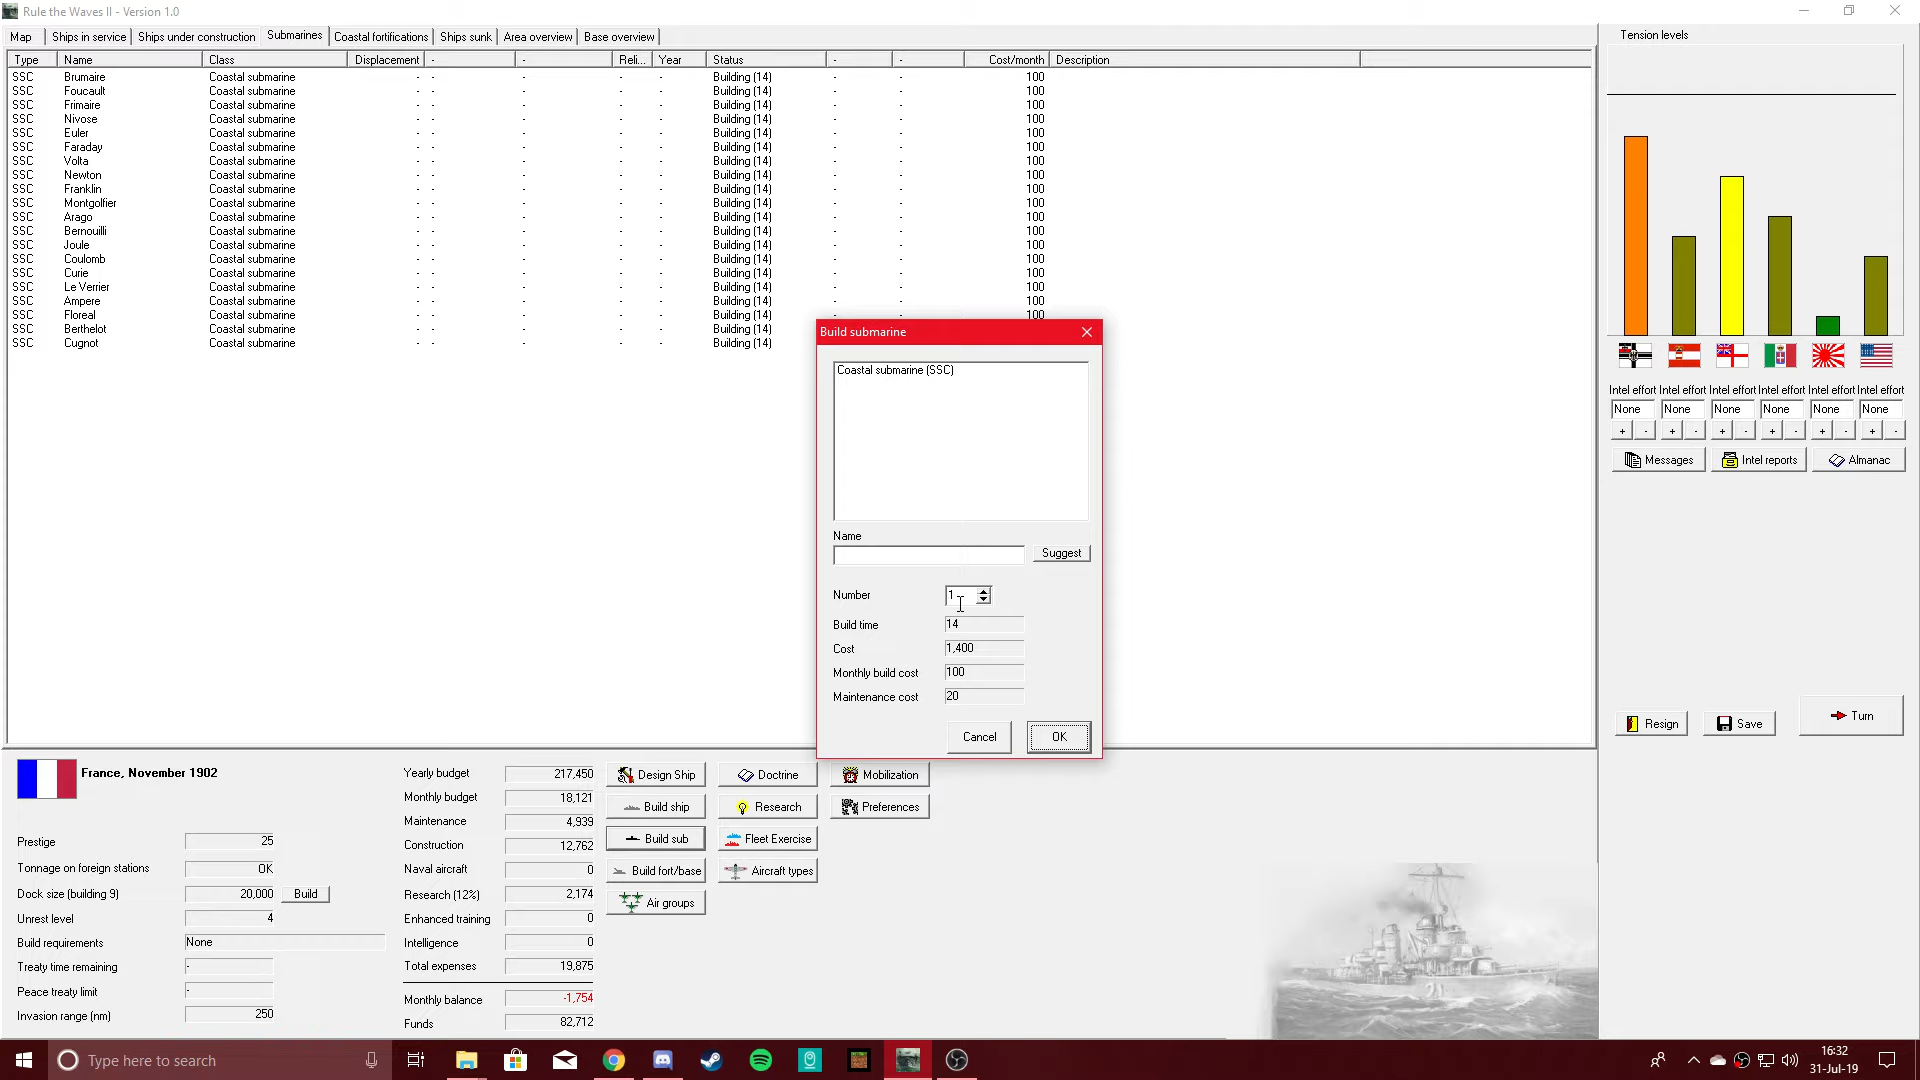 Rule the Waves II - Version 1.0
Map Ships in service Ships under construction Submarines Coastal fortifications Ships sunk Area overview Base overview
Type Name Class Displacement - - Reli... Year Status - - Cost/month Description
SSC Brumaire Coastal submarine - - - - - Building (14) - - 100
SSC Foucault Coastal submarine - - - - - Building (14) - - 100
SSC Frimaire Coastal submarine - - - - - Building (14) - - 100
SSC Nivose Coastal submarine - - - - - Building (14) - - 100
SSC Euler Coastal submarine - - - - - Building (14) - - 100
SSC Faraday Coastal submarine - - - - - Building (14) - - 100
SSC Volta Coastal submarine - - - - - Building (14) - - 100
SSC Newton Coastal submarine - - - - - Building (14) - - 100
SSC Franklin Coastal submarine - - - - - Building (14) - - 100
SSC Montgolfier Coastal submarine - - - - - Building (14) - - 100
SSC Arago Coastal submarine - - - - - Building (14) - - 100
SSC Bernouilli Coastal submarine - - - - - Building (14) - - 100
SSC Joule Coastal submarine - - - - - Building (14) - - 100
SSC Coulomb Coastal submarine - - - - - Building (14) - - 100
SSC Curie Coastal submarine - - - - - Building (14) - - 100
SSC Le Verrier Coastal submarine - - - - - Building (14) - - 100
SSC Ampere Coastal submarine - - - - - Building (14) - - 100
SSC Floreal Coastal submarine - - - - - Building (14) - - 100
SSC Berthelot Coastal submarine - - - - - Building (14)
SSC Cugnot Coastal submarine - - - - - Building (14)
Build submarine
Coastal submarine (SSC)
Name
Suggest
Number 1
Build time 14
Cost 1,400
Monthly build cost 100
Maintenance cost 20
Cancel OK
Tension levels
Intel effort Intel effort Intel effort Intel effort Intel effort Intel effort
None None None None None None
+ - + - + - + - + - + -
Messages Intel reports Almanac
Resign Save Turn
France, November 1902
Prestige 25
Tonnage on foreign stations OK
Dock size (building 9) 20,000 Build
Unrest level 4
Build requirements None
Treaty time remaining -
Peace treaty limit -
Invasion range (nm) 250
Yearly budget 217,450
Monthly budget 18,121
Maintenance 4,939
Construction 12,762
Naval aircraft 0
Research (12%) 2,174
Enhanced training 0
Intelligence 0
Total expenses 19,875
Monthly balance -1,754
Funds 82,712
Design Ship Doctrine Mobilization
Build ship Research Preferences
Build sub Fleet Exercise
Build fort/base Aircraft types
Air groups
Type here to search
16:32
31-Jul-19